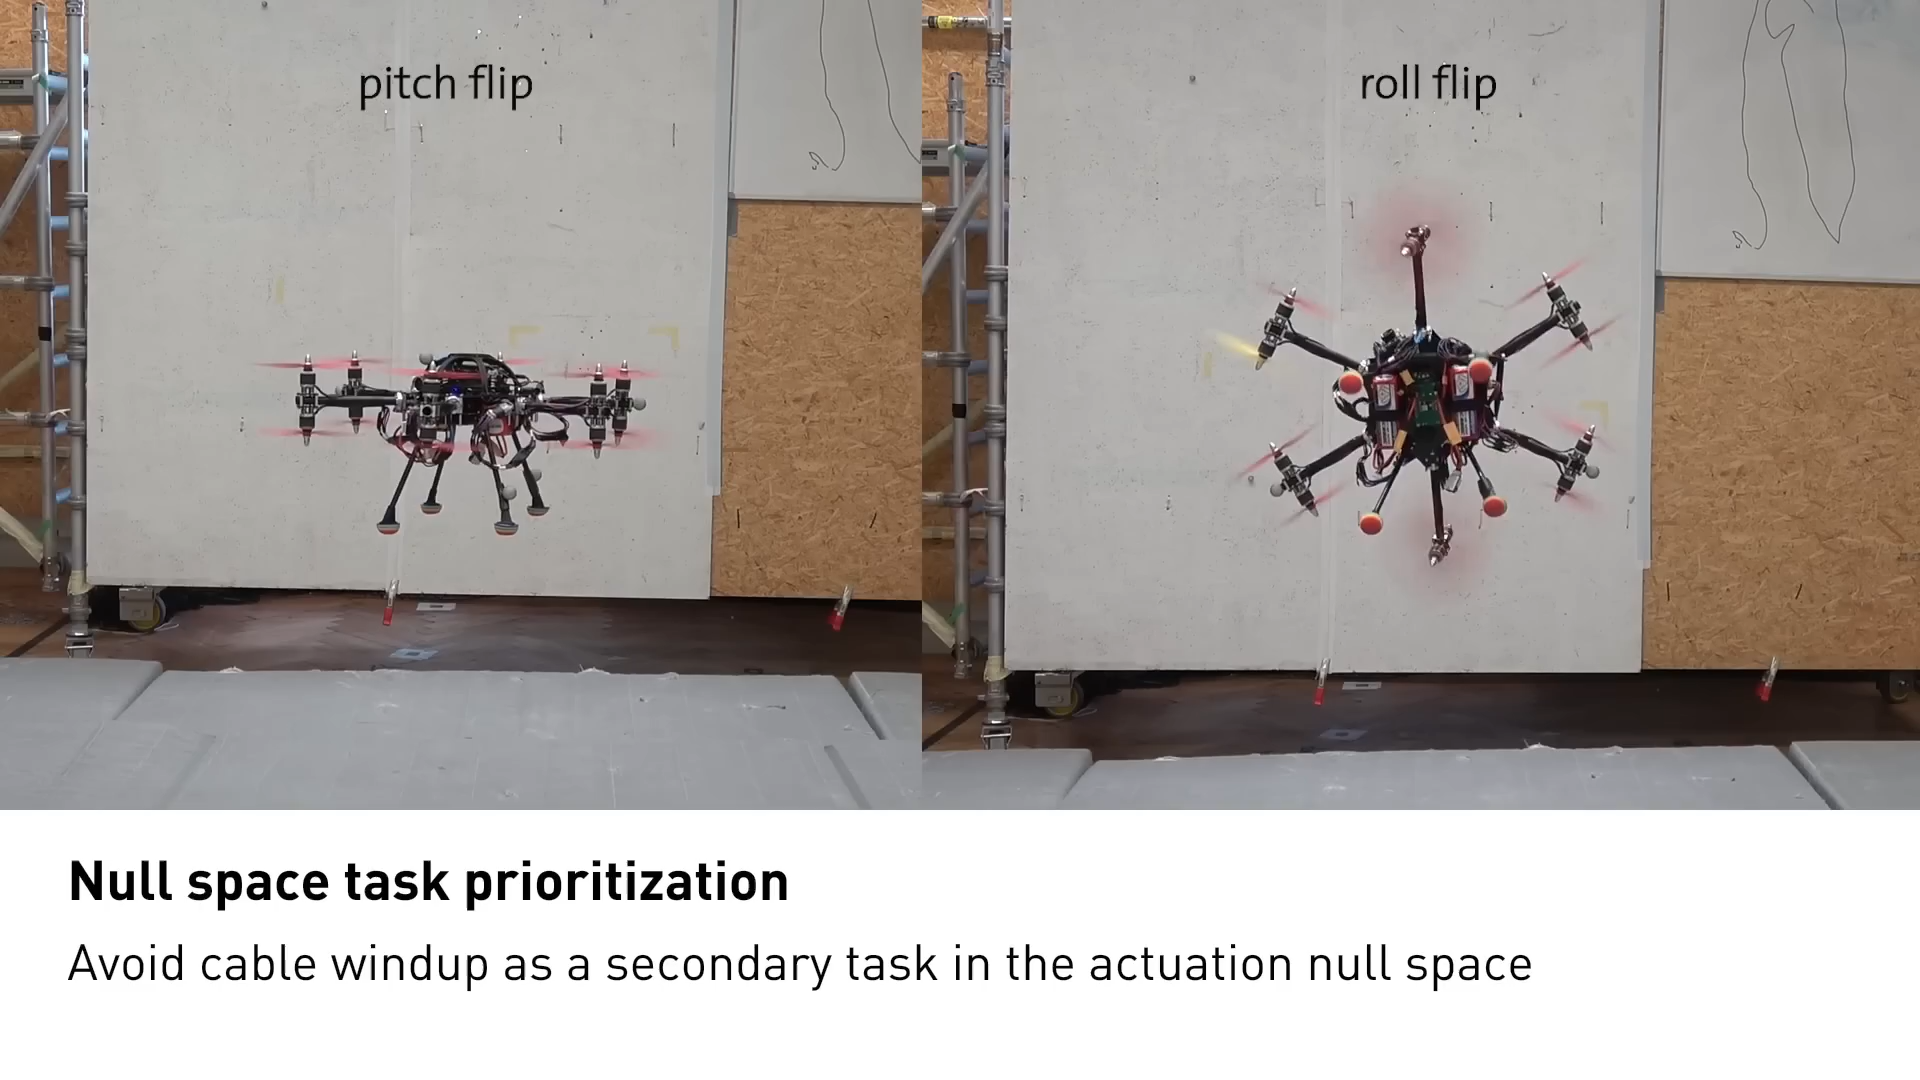 pitch flip
roll flip
Null space task prioritization
Avoid cable windup as a secondary task in the actuation null space